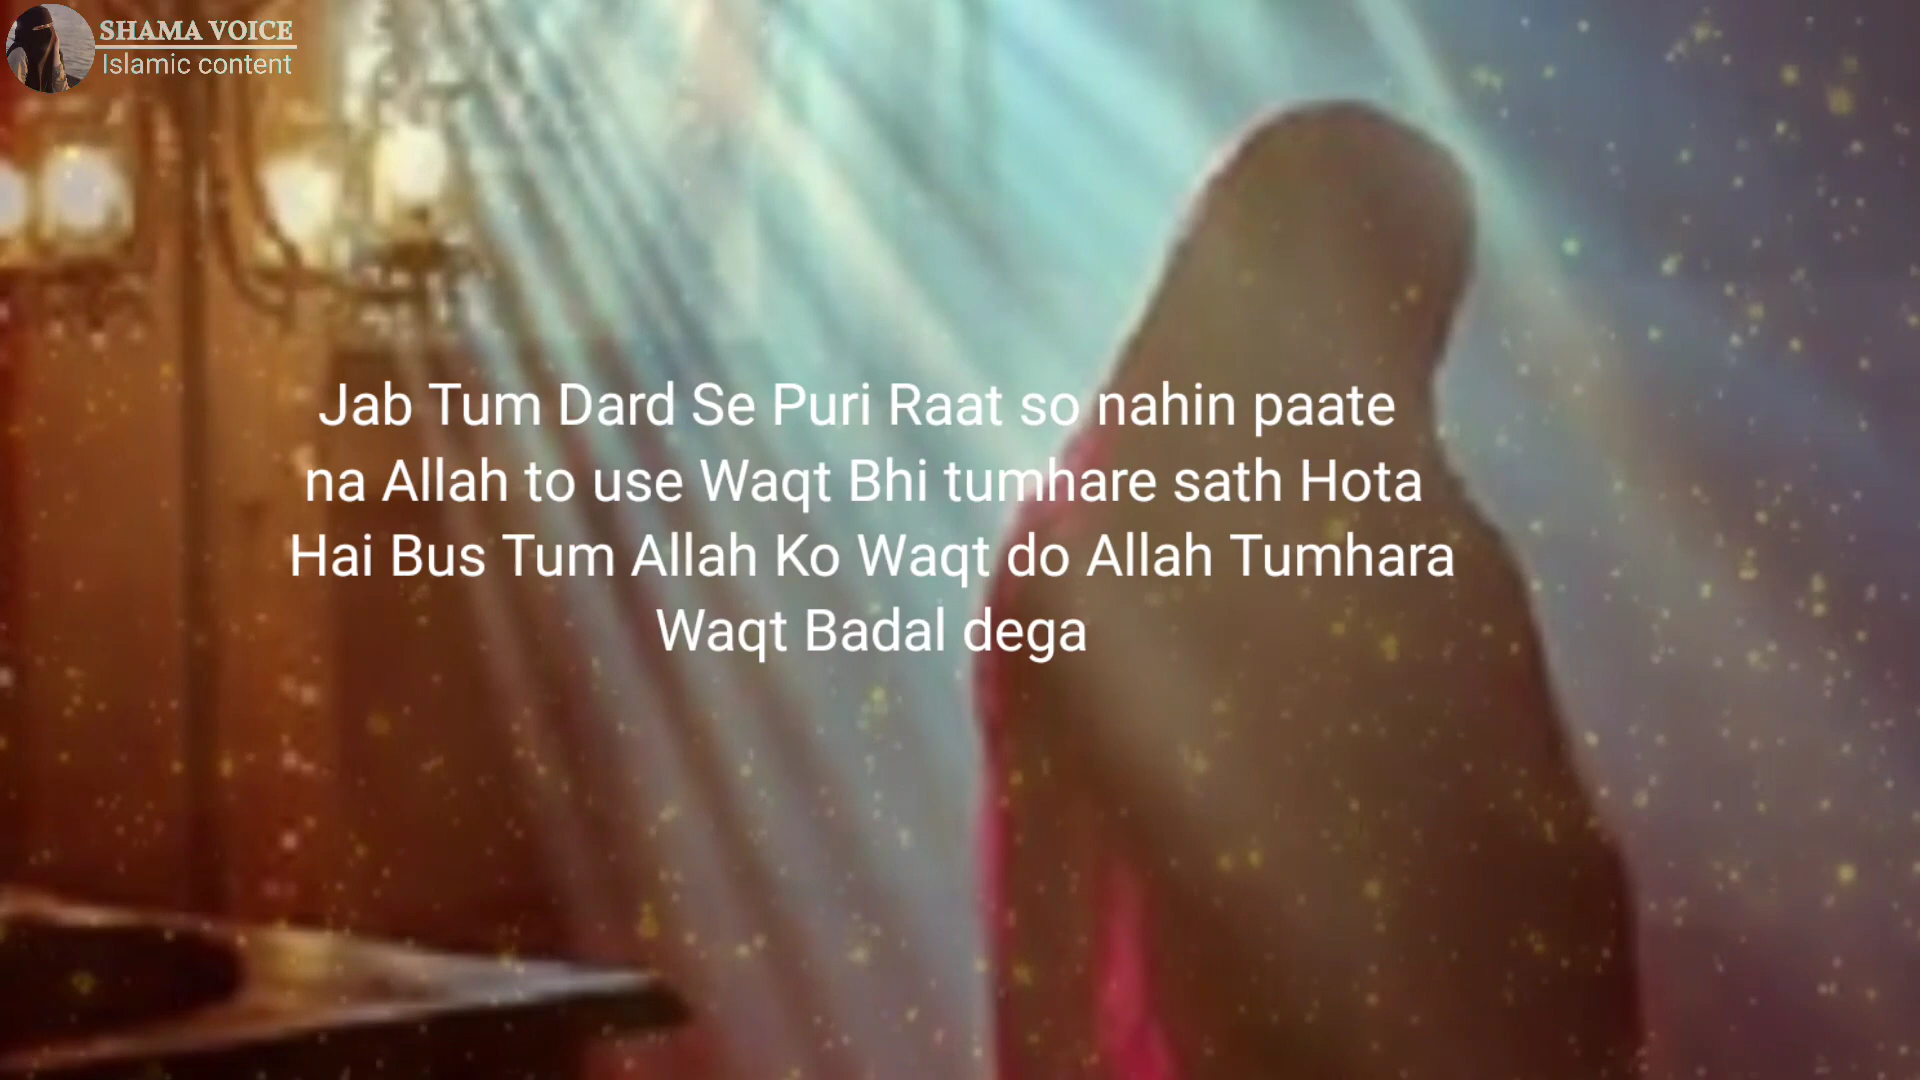 SHAMA VOICE
Islamic content
Jab Tum Dard Se Puri Raat so nahin paate
na Allah to use Waqt Bhi tumhare sath Hota
Hai Bus Tum Allah Ko Waqt do Allah Tumhara
Waqt Badal dega